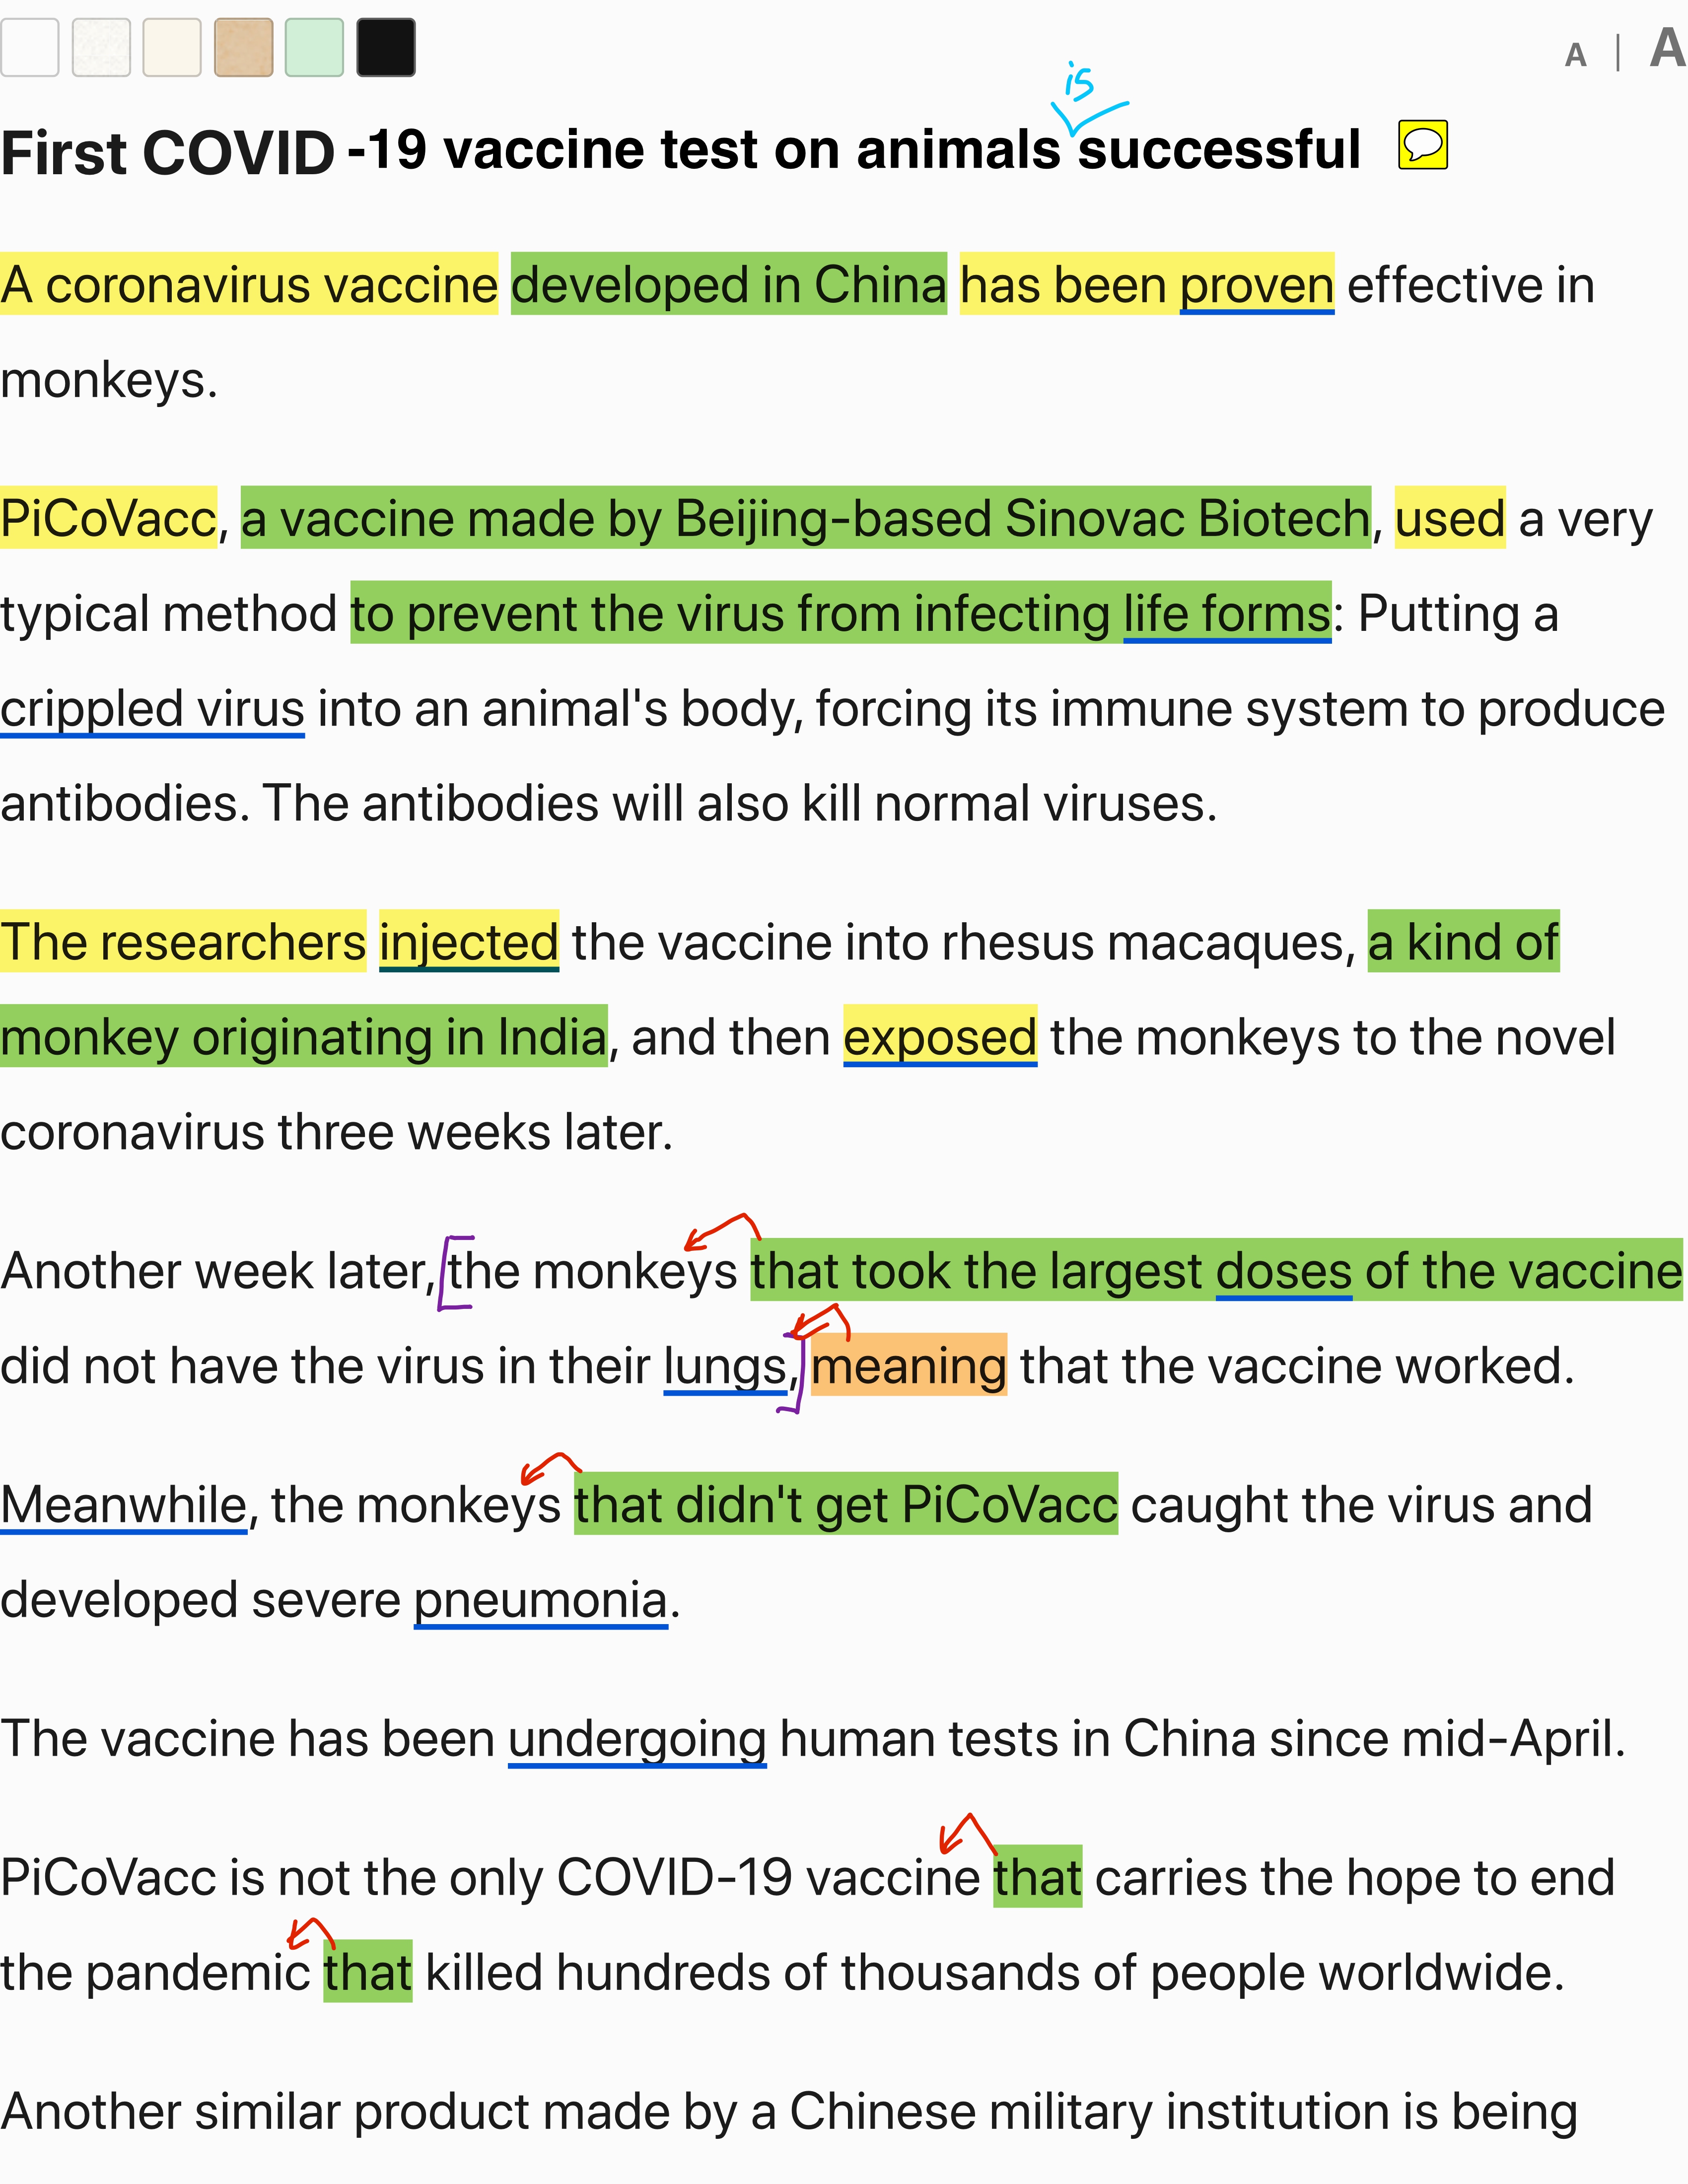 A | A
is
First COVID -19 vaccine test on animals successful
A coronavirus vaccine developed in China has been proven effective in
monkeys.
PiCoVacc, a vaccine made by Beijing-based Sinovac Biotech, used a very
typical method to prevent the virus from infecting life forms: Putting a
crippled virus into an animal's body, forcing its immune system to produce
antibodies. The antibodies will also kill normal viruses.
The researchers injected the vaccine into rhesus macaques, a kind of
monkey originating in India, and then exposed the monkeys to the novel
coronavirus three weeks later.
Another week later, the monkeys that took the largest doses of the vaccine
did not have the virus in their lungs, meaning that the vaccine worked.
Meanwhile, the monkeys that didn't get PiCoVacc caught the virus and
developed severe pneumonia.
The vaccine has been undergoing human tests in China since mid-April.
PiCoVacc is not the only COVID-19 vaccine that carries the hope to end
the pandemic that killed hundreds of thousands of people worldwide.
Another similar product made by a Chinese military institution is being